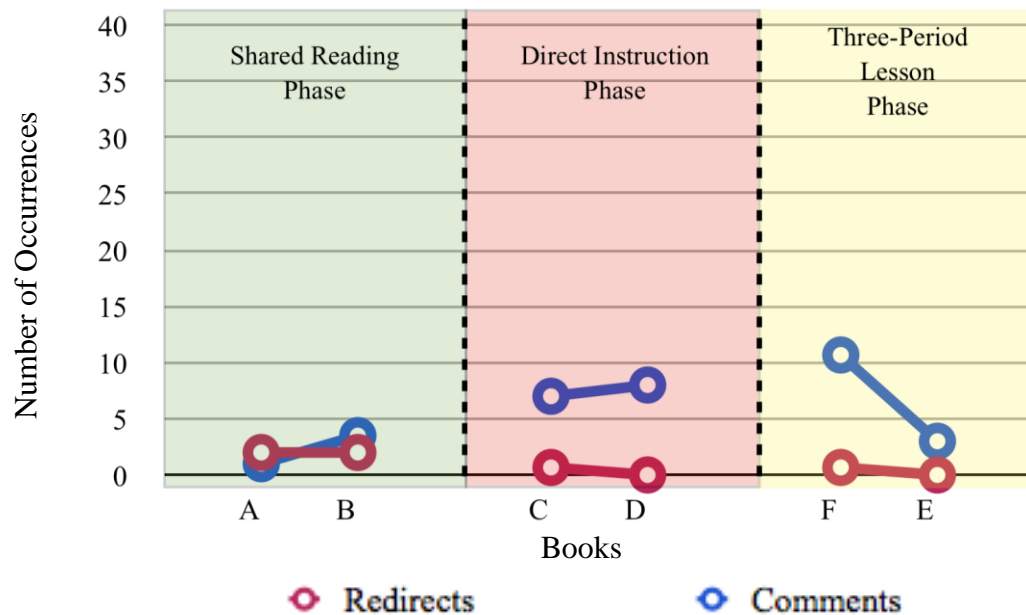 40
35
30
25
20
15
10
5
0
Number of Occurrences
Shared Reading
Phase
Direct Instruction
Phase
Three-Period
Lesson
Phase
A B C D F E
Books
Redirects Comments